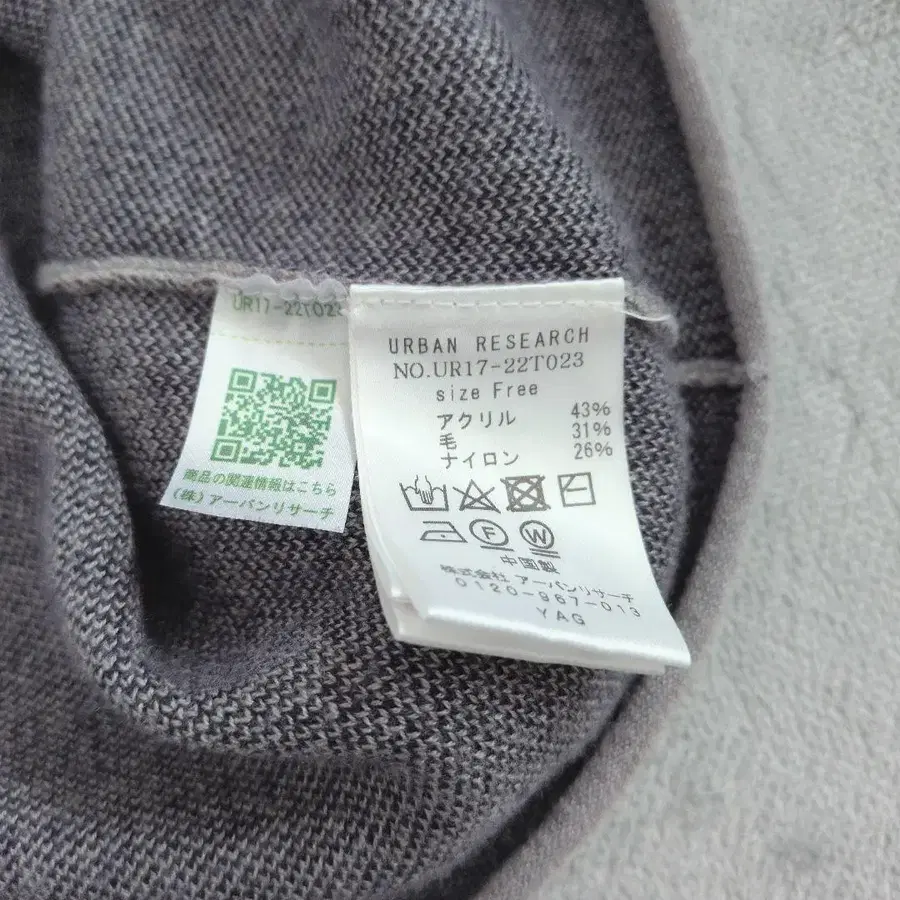 UR17-22T023
商品の関連情報はこちら
(株) アーバンリサーチ
URBAN RESEARCH
NO.UR17-22T023
size Free
アクリル 43%
毛 31%
ナイロン 26%
F W
中国製
株式会社 アーバンリサーチ
0120-967-013
YAG